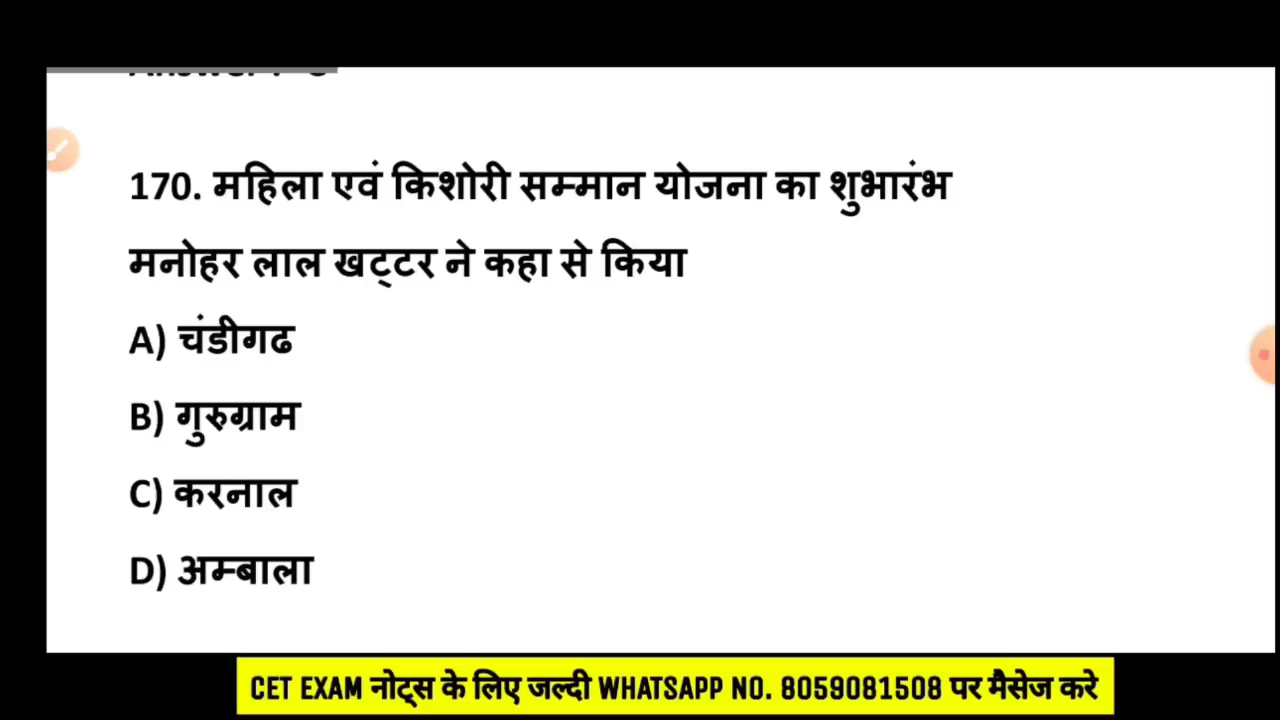 170. महिला एवं किशोरी सम्मान योजना का शुभारंभ
मनोहर लाल खट्टर ने कहा से किया
A) चंडीगढ
B) गुरुग्राम
C) करनाल
D) अम्बाला
CET EXAM नोट्स के लिए जल्दी WHATSAPP NO. 8059081508 पर मैसेज करे